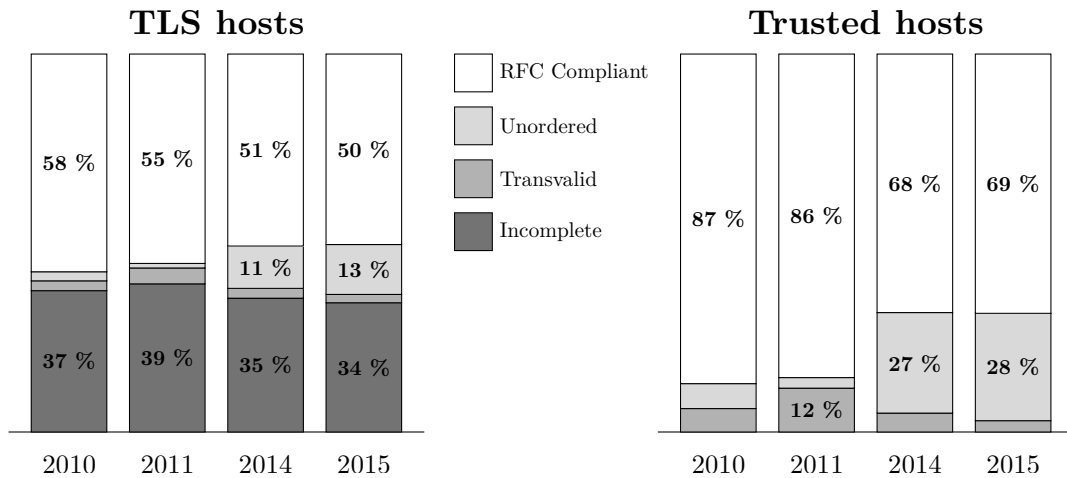 TLS hosts
58 %
55 %
51 %
50 %
11 %
13 %
37 %
39 %
35 %
34 %
2010 2011 2014 2015
RFC Compliant
Unordered
Transvalid
Incomplete
Trusted hosts
87 %
86 %
68 %
69 %
12 %
27 %
28 %
2010 2011 2014 2015